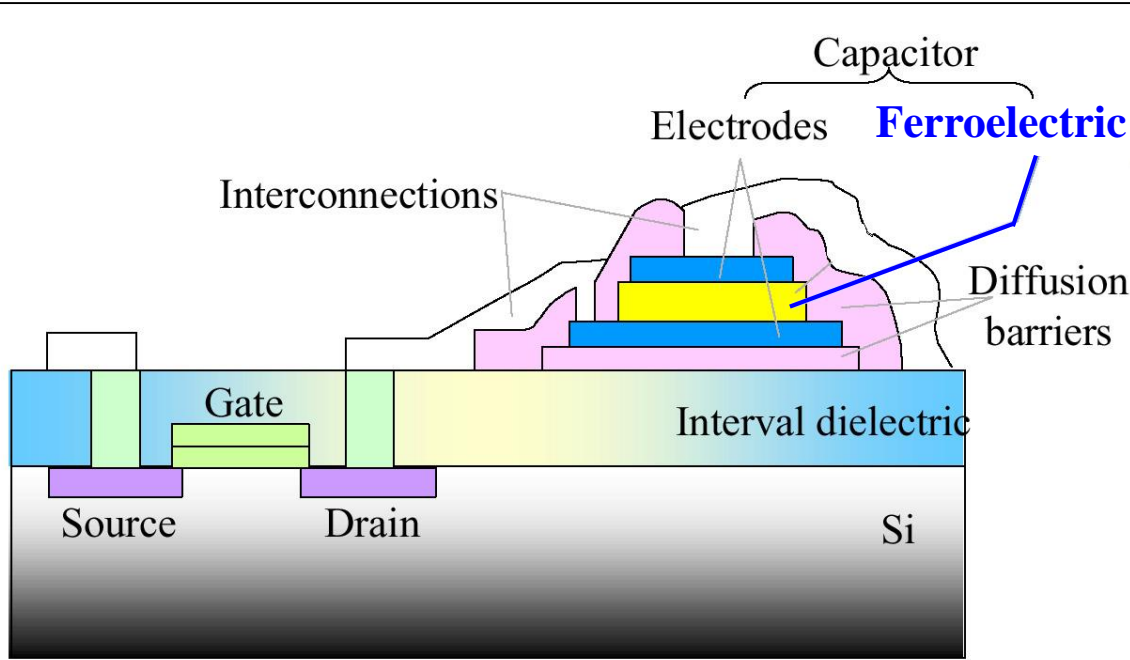 Capacitor
Electrodes
Ferroelectric
Interconnections
Diffusion
barriers
Gate
Interval dielectric
Source
Drain
Si